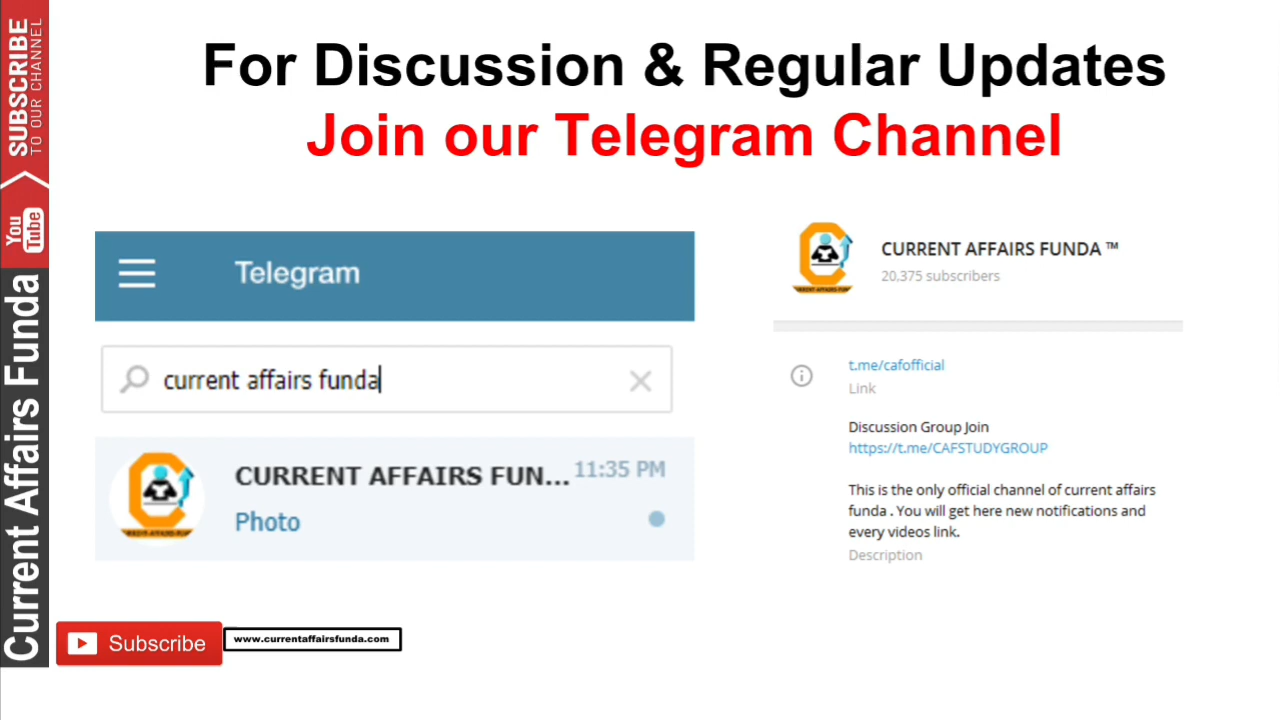 SUBSCRIBE
TO OUR CHANNEL
You
Tube
Current Affairs Funda
For Discussion & Regular Updates
Join our Telegram Channel
Telegram
current affairs funda
CURRENT AFFAIRS FUN... 11:35 PM
Photo
CURRENT AFFAIRS FUNDA ™
20,375 subscribers
t.me/cafofficial
Link
Discussion Group Join
https://t.me/CAFSTUDYGROUP
This is the only official channel of current affairs
funda . You will get here new notifications and
every videos link.
Description
Subscribe
www.currentaffairsfunda.com